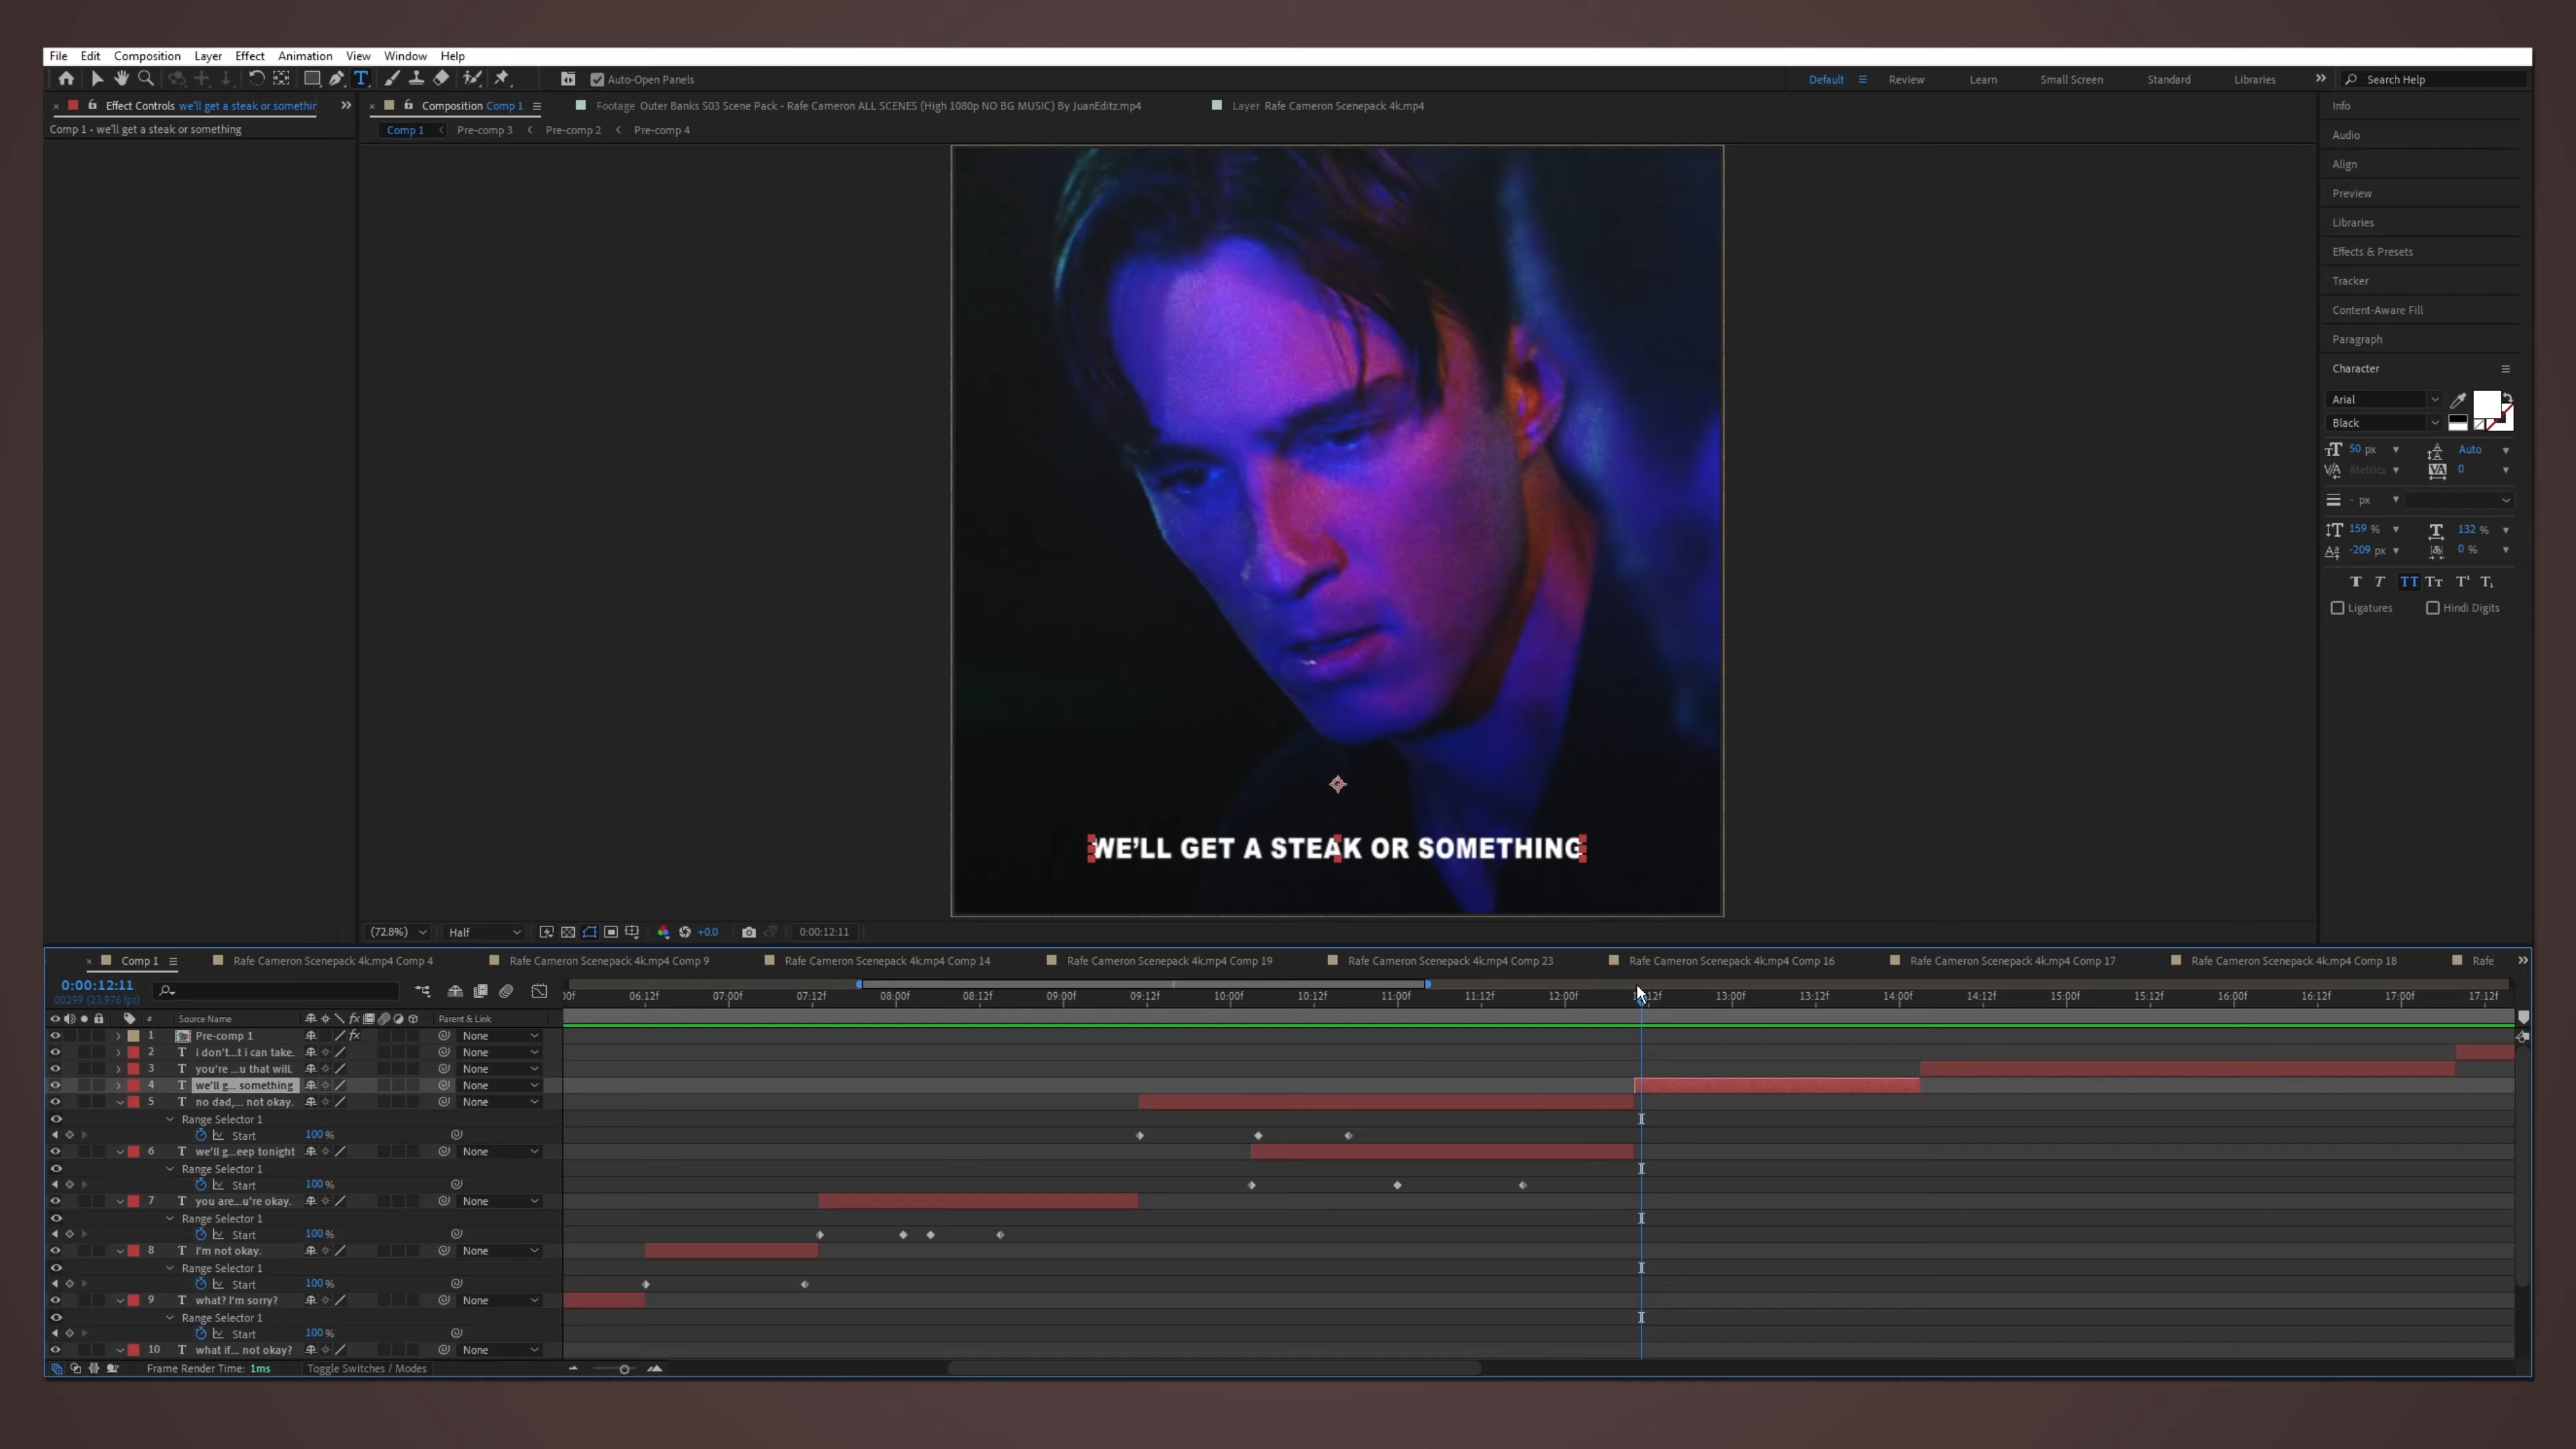 File Edit Composition Layer Effect Animation View Window Help
Auto-Open Panels
Default Review Learn Small Screen Standard Libraries Search Help
Effect Controls we'll get a steak or somethin
Composition Comp 1
Footage Outer Banks S03 Scene Pack - Rafe Cameron ALL SCENES (High 1080p NO BG MUSIC) By JuanEditz.mp4
Layer Rafe Cameron Scenepack 4k.mp4
Comp 1 • we'll get a steak or something
Comp 1 Pre-comp 3 Pre-comp 2 Pre-comp 4
Info
Audio
Align
Preview
Libraries
Effects & Presets
Tracker
Content-Aware Fill
Paragraph
Character
Arial
Black
50 px Auto
Metrics 0
- px
159 % 132 %
-209 px 0 %
Ligatures Hindi Digits
WE'LL GET A STEAK OR SOMETHING
(72.8%) Half +0.0 0:00:12:11
Comp 1 Rafe Cameron Scenepack 4k.mp4 Comp 4 Rafe Cameron Scenepack 4k.mp4 Comp 9 Rafe Cameron Scenepack 4k.mp4 Comp 14 Rafe Cameron Scenepack 4k.mp4 Comp 19 Rafe Cameron Scenepack 4k.mp4 Comp 23 Rafe Cameron Scenepack 4k.mp4 Comp 16 Rafe Cameron Scenepack 4k.mp4 Comp 17 Rafe Cameron Scenepack 4k.mp4 Comp 18 Rafe
0:00:12:11
00299 (23.976 fps)
06:12f 07:00f 07:12f 08:00f 08:12f 09:00f 09:12f 10:00f 10:12f 11:00f 11:12f 12:00f 13:00f 13:12f 14:00f 14:12f 15:00f 15:12f 16:00f 16:12f 17:00f 17:12f
# Source Name Parent & Link
1 Pre-comp 1 None
2 T i don't...t i can take. None
3 T you're ...u that will. None
4 T we'll g... something None
5 T no dad,... not okay. None
Range Selector 1
Start 100 %
6 T we'll g...eep tonight None
Range Selector 1
Start 100 %
7 T you are...u're okay. None
Range Selector 1
Start 100 %
8 T I'm not okay. None
Range Selector 1
Start 100 %
9 T what? I'm sorry? None
Range Selector 1
Start 100 %
10 T what if... not okay? None
Frame Render Time: 1ms Toggle Switches / Modes